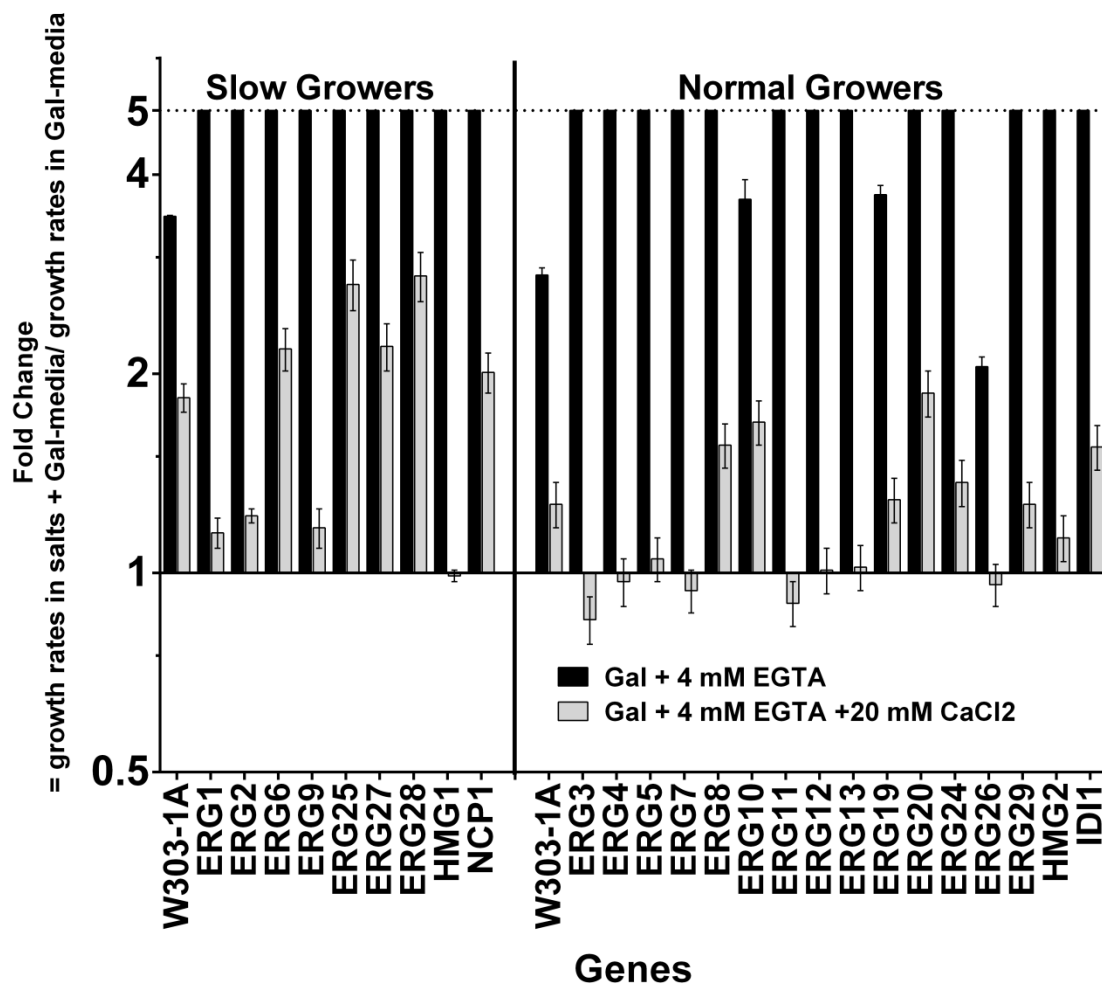 Fold Change
= growth rates in salts + Gal-media/ growth rates in Gal-media
Slow Growers
Normal Growers
5
4
2
1
0.5
Gal + 4 mM EGTA
Gal + 4 mM EGTA +20 mM CaCl2
W303-1A
ERG1
ERG2
ERG6
ERG9
ERG25
ERG27
ERG28
HMG1
NCP1
W303-1A
ERG3
ERG4
ERG5
ERG7
ERG8
ERG10
ERG11
ERG12
ERG13
ERG19
ERG20
ERG24
ERG26
ERG29
HMG2
IDI1
Genes